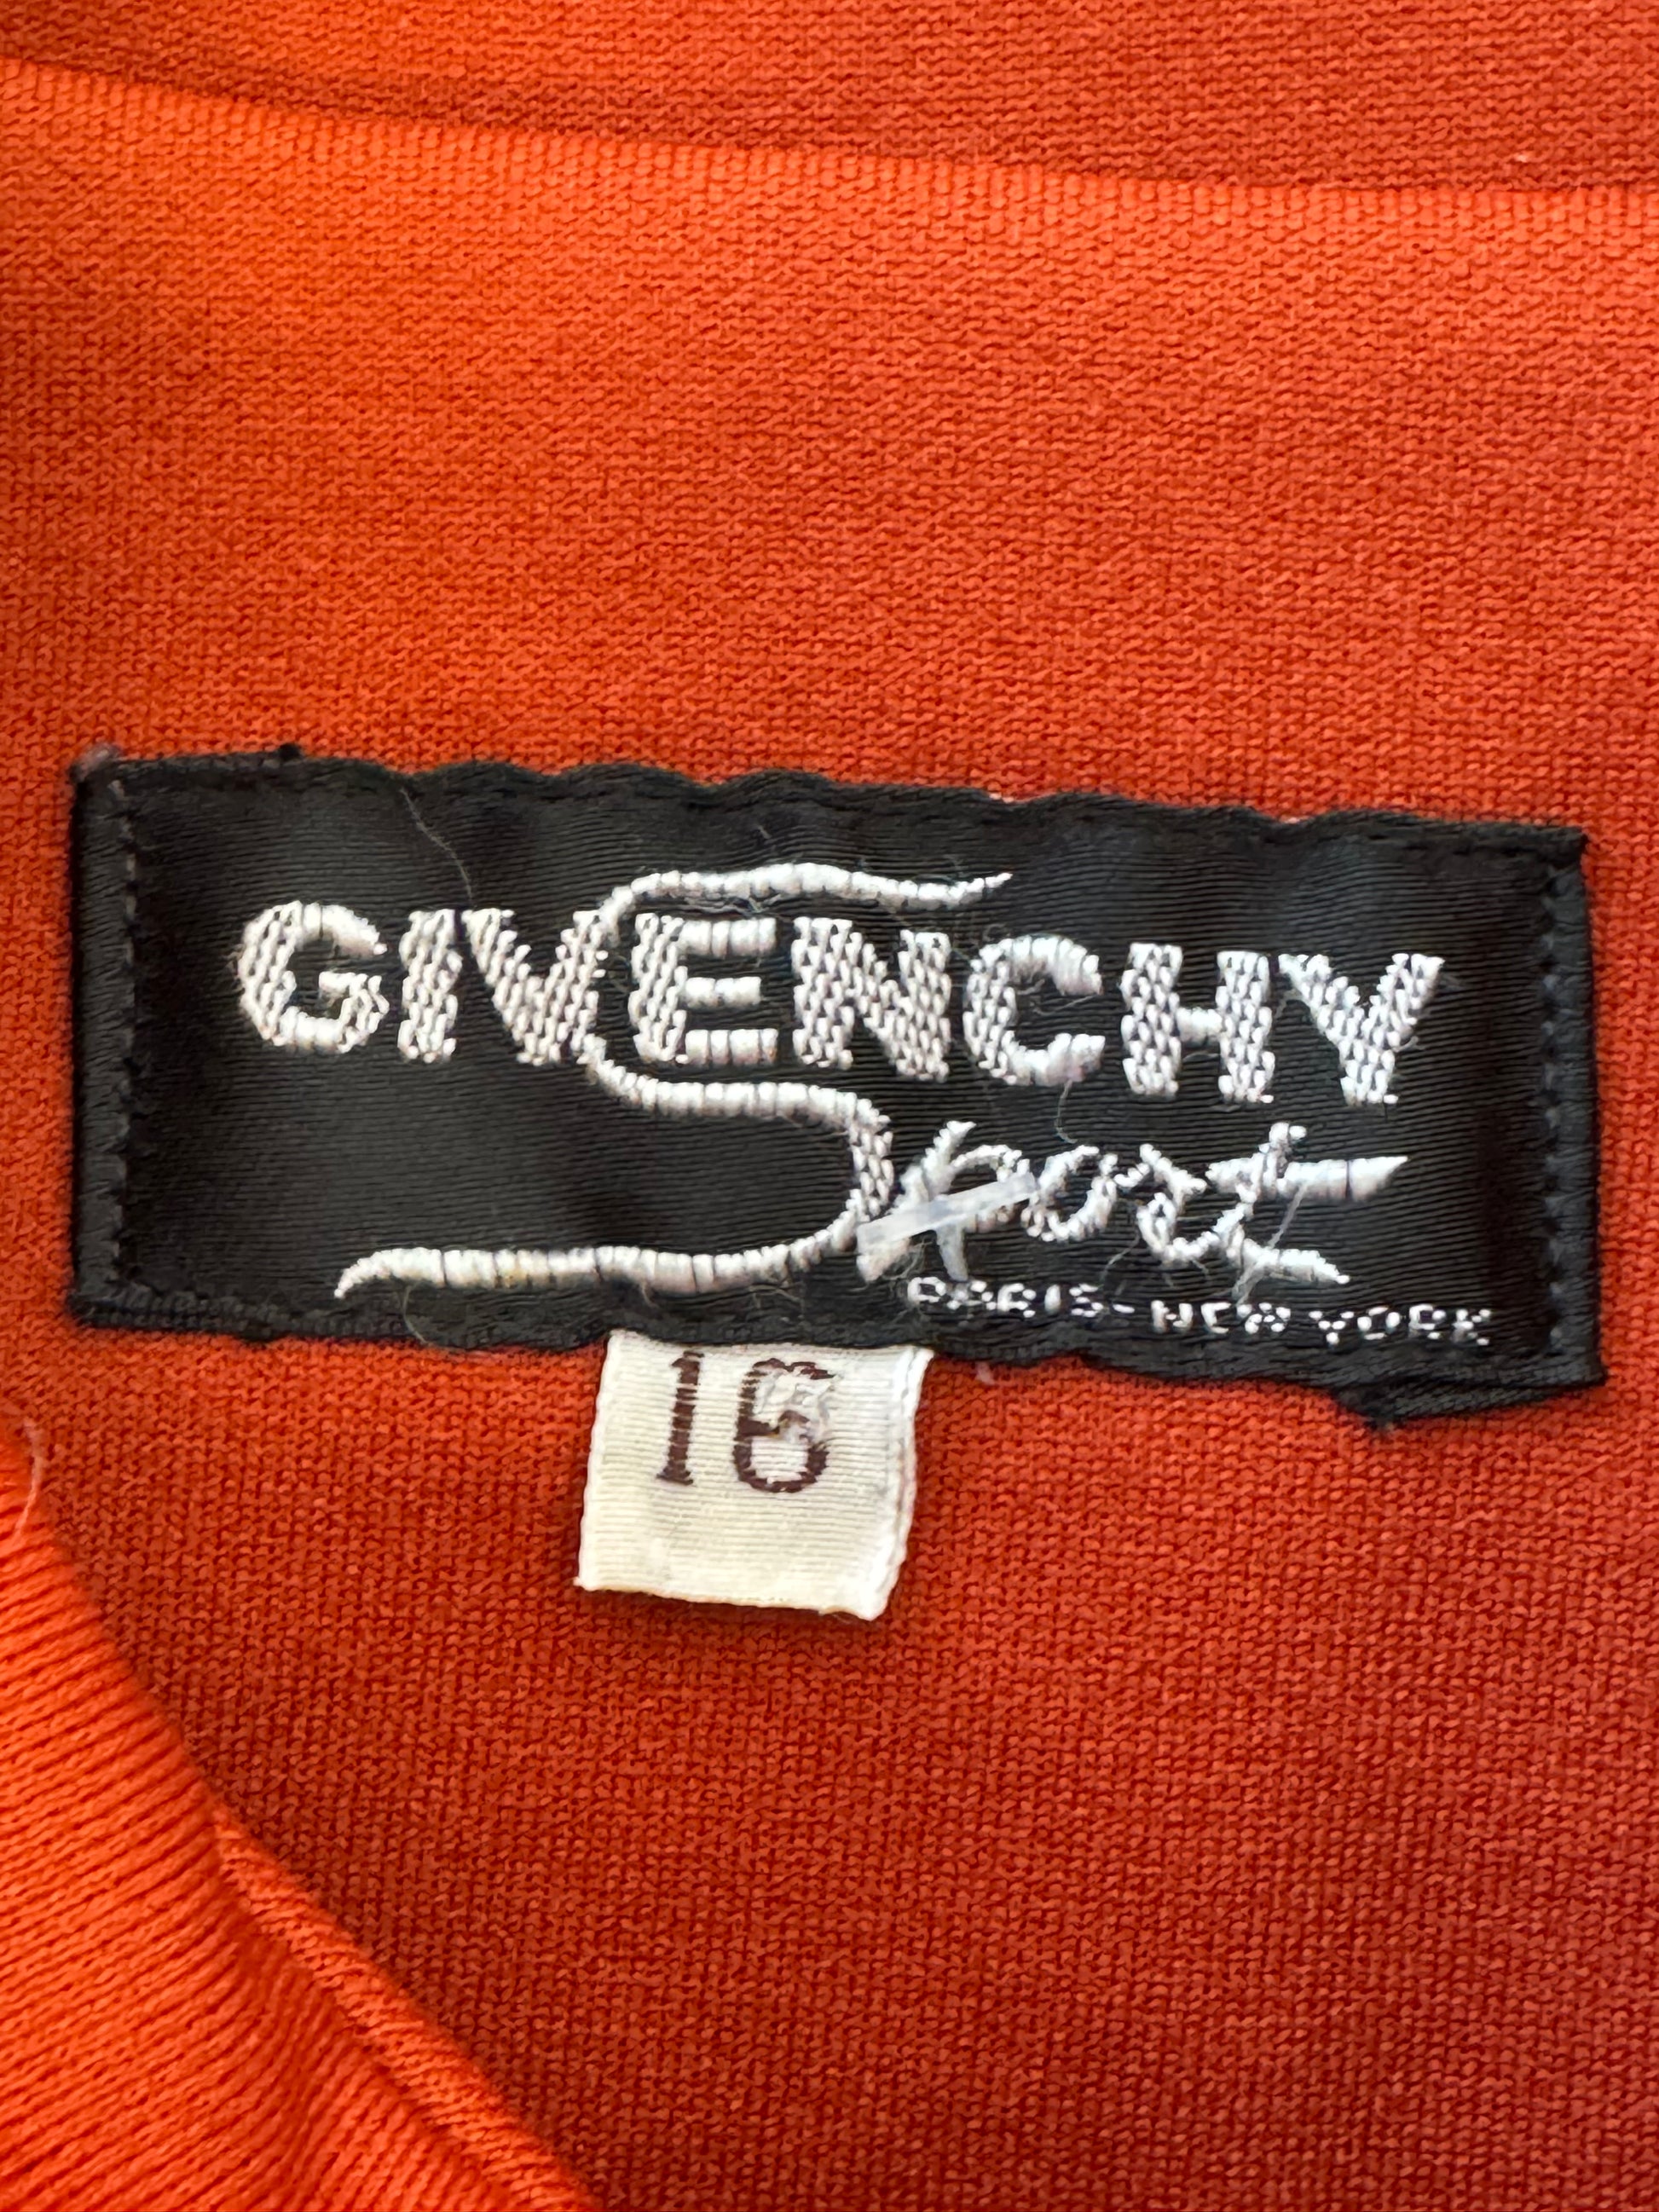 GIVENCHY
Sport
PARIS-NEW YORK
16